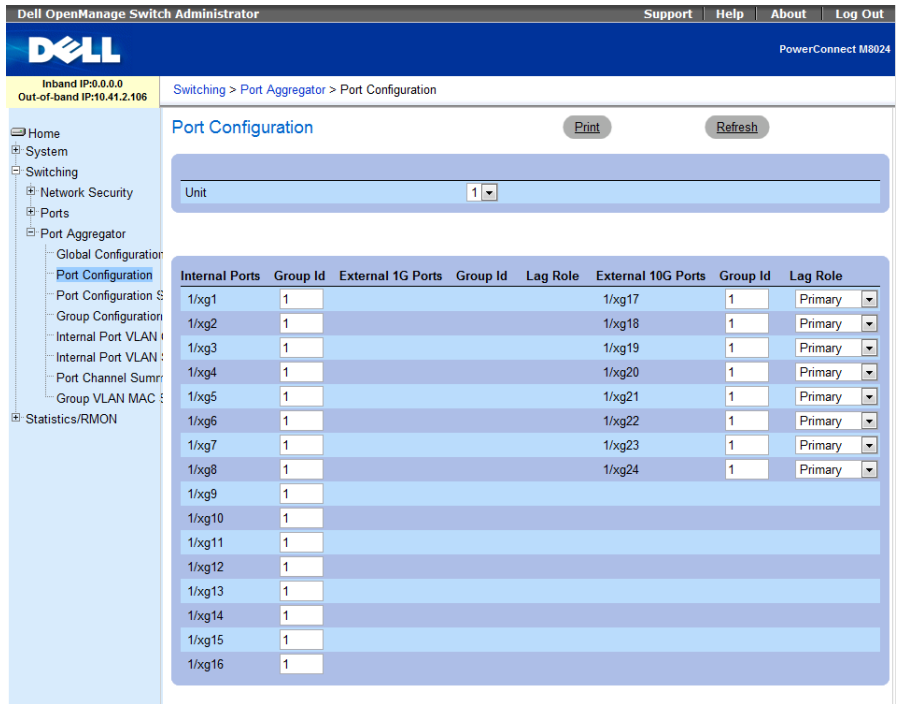 Dell OpenManage Switch Administrator
Support Help About Log Out
DELL
PowerConnect M8024
Inband IP:0.0.0.0
Out-of-band IP:10.41.2.106
Switching > Port Aggregator > Port Configuration
Home
System
Switching
Network Security
Ports
Port Aggregator
Global Configuration
Port Configuration
Port Configuration S
Group Configuration
Internal Port VLAN
Internal Port VLAN
Port Channel Summ
Group VLAN MAC
Statistics/RMON
Port Configuration
Print
Refresh
Unit 1
Internal Ports Group Id External 1G Ports Group Id Lag Role External 10G Ports Group Id Lag Role
1/xg1 1 1/xg17 1 Primary
1/xg2 1 1/xg18 1 Primary
1/xg3 1 1/xg19 1 Primary
1/xg4 1 1/xg20 1 Primary
1/xg5 1 1/xg21 1 Primary
1/xg6 1 1/xg22 1 Primary
1/xg7 1 1/xg23 1 Primary
1/xg8 1 1/xg24 1 Primary
1/xg9 1
1/xg10 1
1/xg11 1
1/xg12 1
1/xg13 1
1/xg14 1
1/xg15 1
1/xg16 1